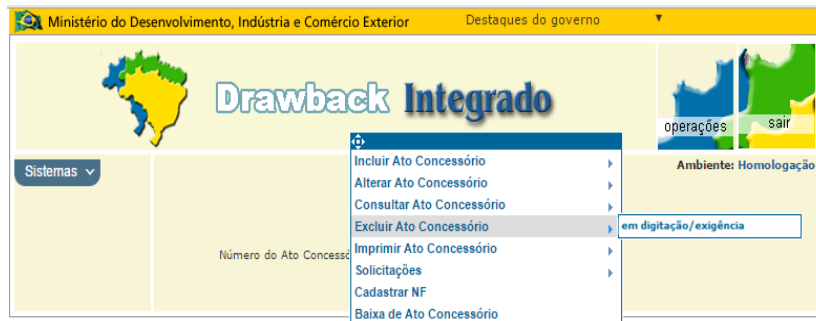 Ministério do Desenvolvimento, Indústria e Comércio Exterior
Destaques do governo
Drawback Integrado
operações
sair
Sistemas
Ambiente: Homologação
Incluir Ato Concessório
Alterar Ato Concessório
Consultar Ato Concessório
Excluir Ato Concessório
em digitação/exigência
Imprimir Ato Concessório
Número do Ato Concessó
Solicitações
Cadastrar NF
Baixa de Ato Concessório